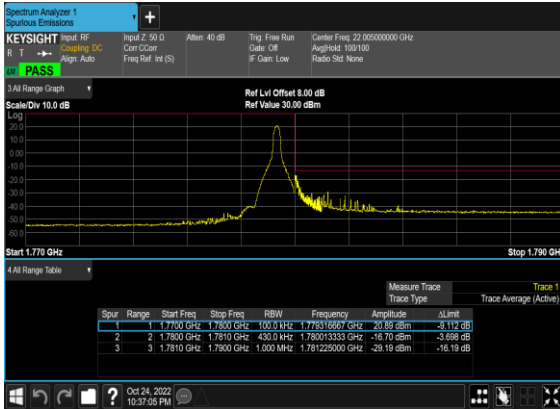 Spectrum Analyzer 1
Spurious Emissions
KEYSIGHT Input: RF Input Z: 50 Ω Atten: 40 dB Trig: Free Run Center Freq: 22.005000000 GHz
R T Coupling: DC Corr CCorr Gate: Off Avg|Hold: 100/100
Align: Auto Freq Ref: Int (S) IF Gain: Low Radio Std: None
PASS
3 All Range Graph
Ref Lvl Offset 8.00 dB
Scale/Div 10.0 dB Ref Value 30.00 dBm
Log
20.0
10.0
0.00
-10.0
-20.0
-30.0
-40.0
-50.0
-60.0
Start 1.770 GHz Stop 1.790 GHz
4 All Range Table
Measure Trace Trace 1
Trace Type Trace Average (Active)
Spur Range Start Freq Stop Freq RBW Frequency Amplitude ΔLimit
1 1 1.7700 GHz 1.7800 GHz 100.0 kHz 1.779316667 GHz 20.89 dBm -9.112 dB
2 2 1.7800 GHz 1.7810 GHz 430.0 kHz 1.780013333 GHz -16.70 dBm -3.698 dB
3 3 1.7810 GHz 1.7900 GHz 1.000 MHz 1.781225000 GHz -29.19 dBm -16.19 dB
? Oct 24, 2022
10:37:05 PM